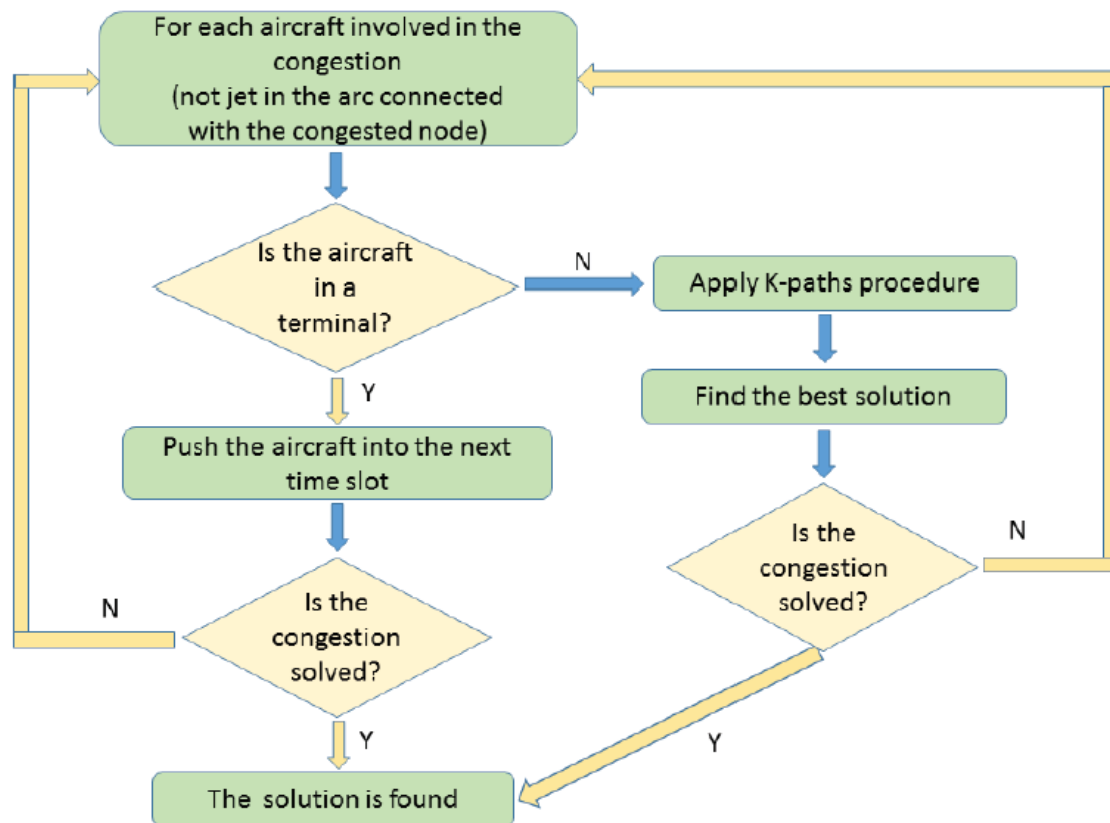 For each aircraft involved in the
congestion
(not jet in the arc connected
with the congested node)
Is the aircraft
in a
terminal?
N
Apply K-paths procedure
Find the best solution
Y
Push the aircraft into the next
time slot
Is the
congestion
solved?
N
Is the
congestion
solved?
N
Y
Y
The solution is found